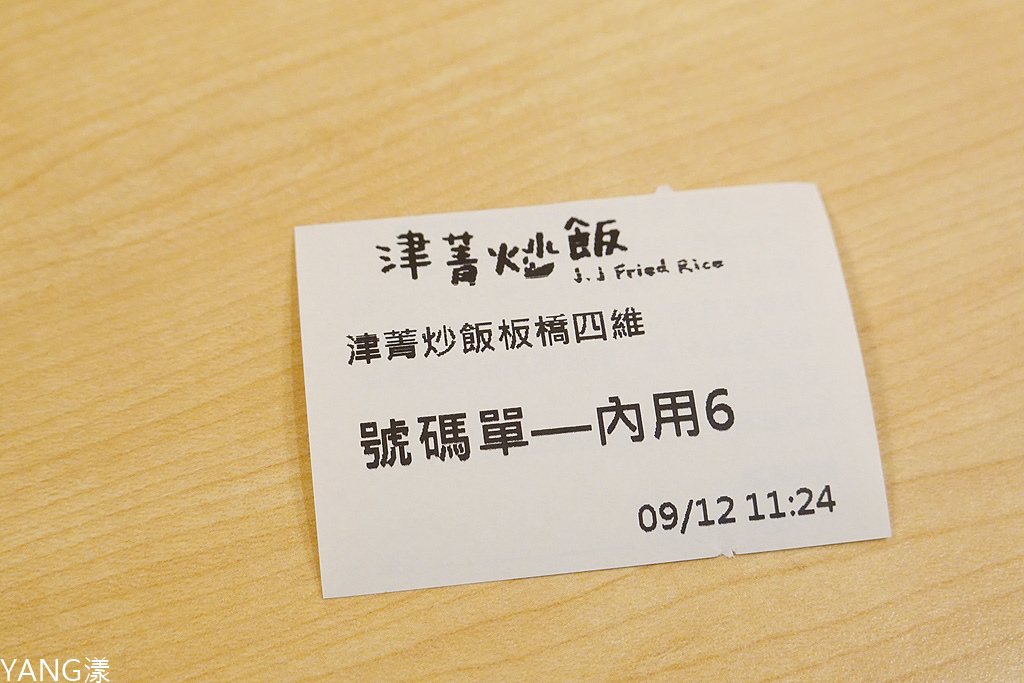 津菁炒飯
J.J Fried Rice
津菁炒飯板橋四維
號碼單—內用6
09/12 11:24
YANG漾